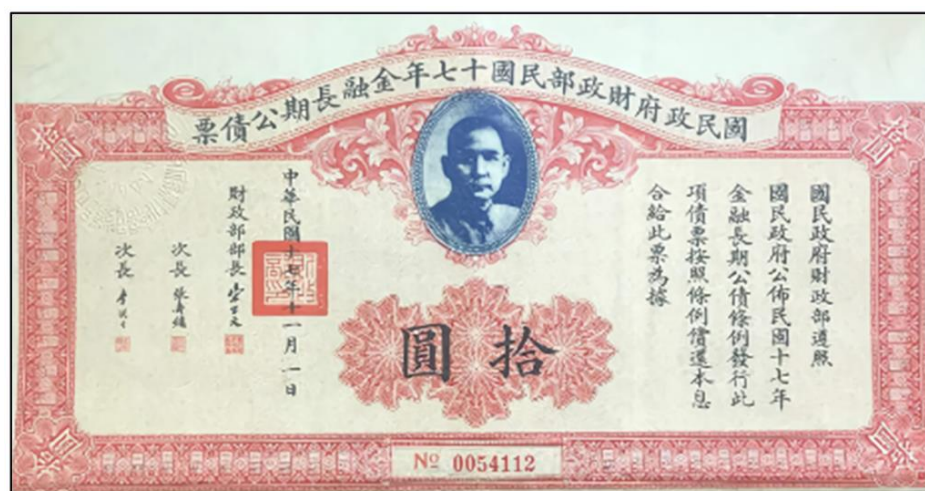 國民政府財政部民國十七年金融長期公債票
國民政府財政部遵照
國民政府公佈民國十七年
金融長期公債條例發行此
項債票按照條例償還本息
合給此票為據
拾圓
中華民國十七年十一月一日
財政部部長
次長
次長
№ 0054112
拾
圓
圓
拾